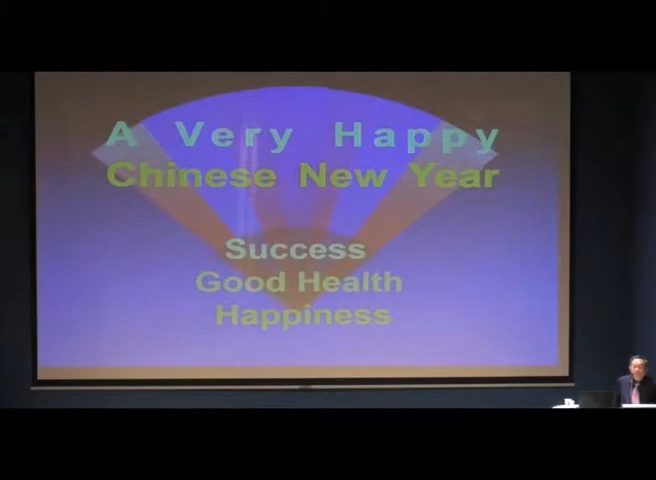 A Very Happy
Chinese New Year
Success
Good Health
Happiness